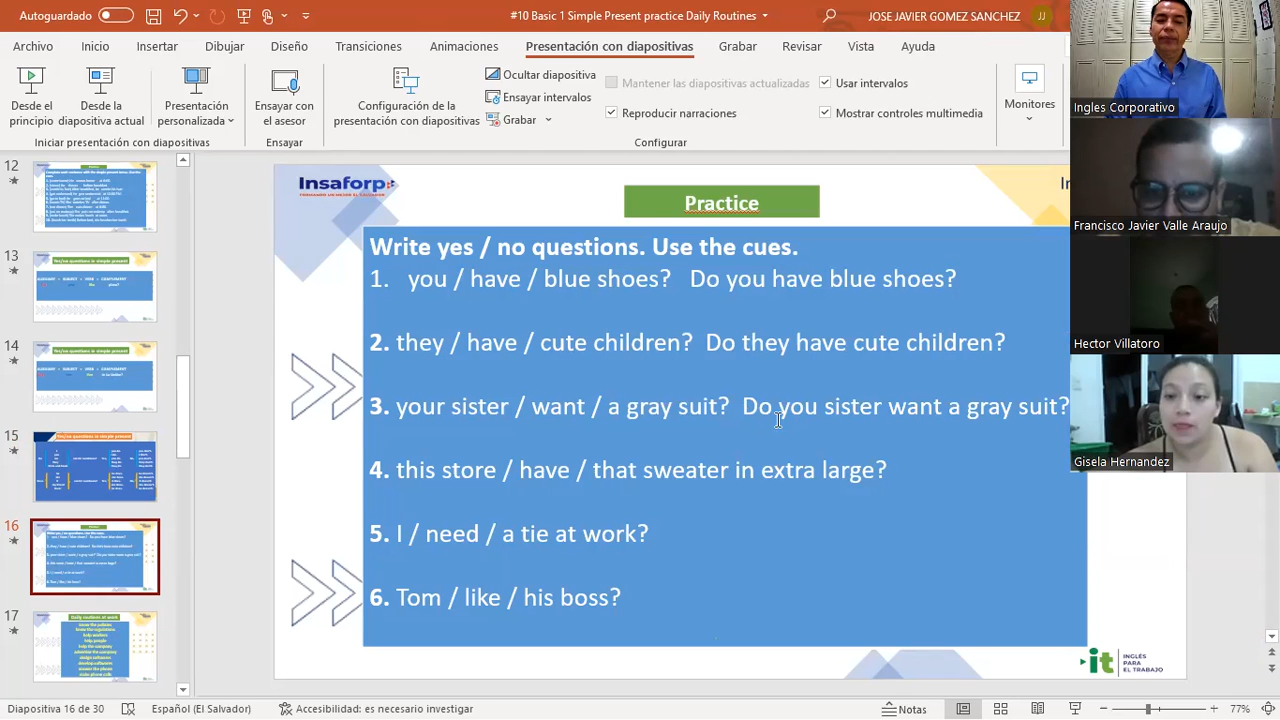 Autoguardado
#10 Basic 1 Simple Present practice Daily Routines
JOSE JAVIER GOMEZ SANCHEZ
JJ
Archivo
Inicio
Insertar
Dibujar
Diseño
Transiciones
Animaciones
Presentación con diapositivas
Grabar
Revisar
Vista
Ayuda
Desde el
principio
Desde la
diapositiva actual
Presentación
personalizada
Iniciar presentación con diapositivas
Ensayar con
el asesor
Ensayar
Configuración de la
presentación con diapositivas
Ocultar diapositiva
Ensayar intervalos
Grabar
Mantener las diapositivas actualizadas
Reproducir narraciones
Usar intervalos
Mostrar controles multimedia
Configurar
Monitores
Ingles Corporativo
Francisco Javier Valle Araujo
Hector Villatoro
Gisela Hernandez
12
13
14
15
16
17
Daily routines at work
Insaforp
Practice
Write yes / no questions. Use the cues.
1. you / have / blue shoes? Do you have blue shoes?
2. they / have / cute children? Do they have cute children?
3. your sister / want / a gray suit? Do you sister want a gray suit?
4. this store / have / that sweater in extra large?
5. I / need / a tie at work?
6. Tom / like / his boss?
it INGLÉS
PARA
EL TRABAJO
Diapositiva 16 de 30
Español (El Salvador)
Accesibilidad: es necesario investigar
Notas
77%